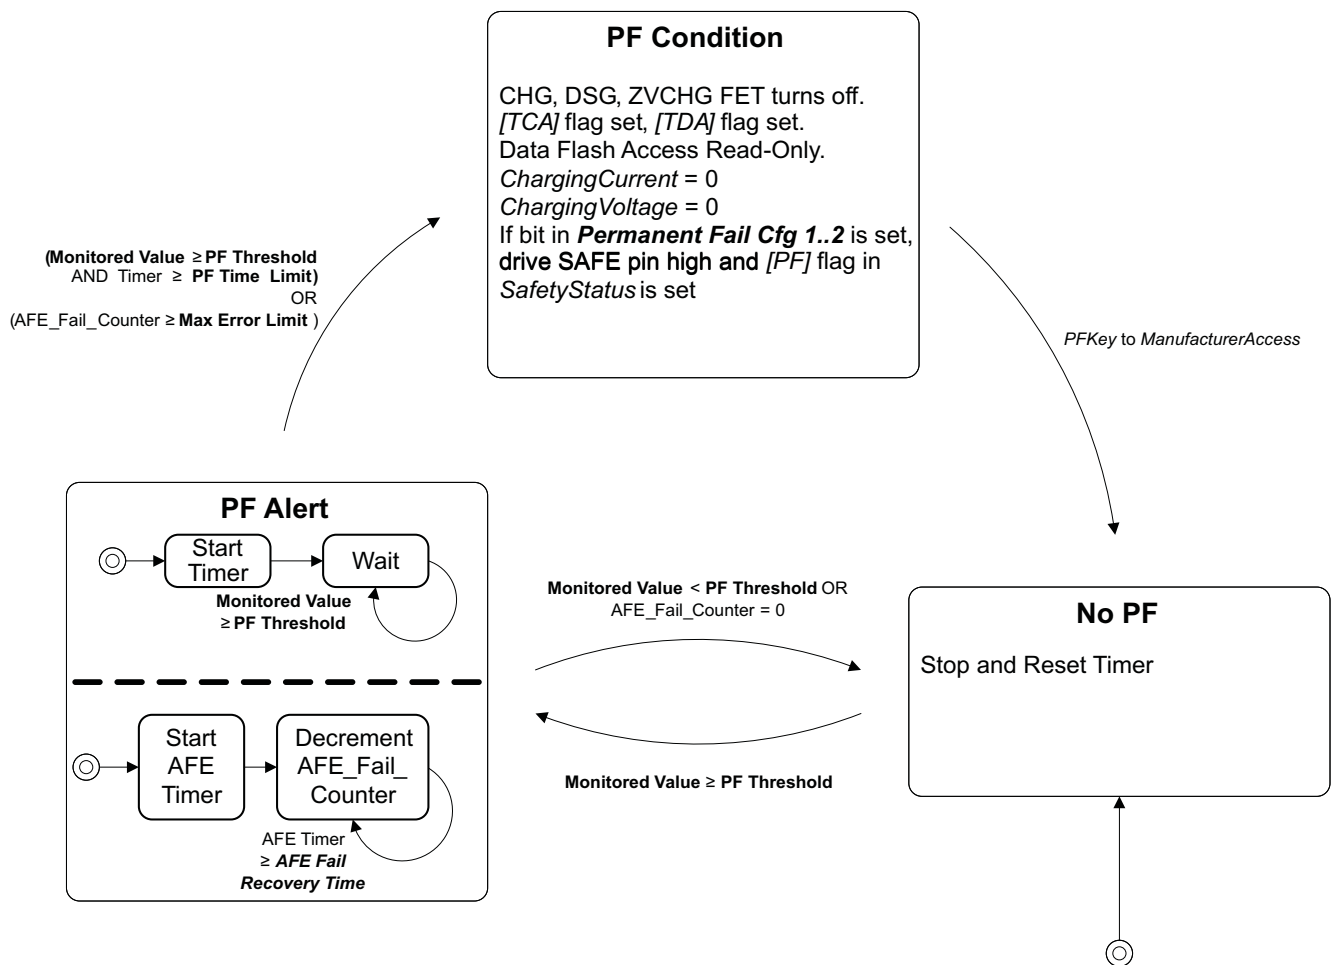 PF Condition
CHG, DSG, ZVCHG FET turns off.
[TCA] flag set, [TDA] flag set.
Data Flash Access Read-Only.
ChargingCurrent = 0
ChargingVoltage = 0
If bit in Permanent Fail Cfg 1..2 is set,
drive SAFE pin high and [PF] flag in
SafetyStatus is set
(Monitored Value ≥ PF Threshold
AND Timer ≥ PF Time Limit)
OR
(AFE_Fail_Counter ≥ Max Error Limit )
PFKey to ManufacturerAccess
PF Alert
Start
Timer
Wait
Monitored Value
≥ PF Threshold
Start
AFE
Timer
Decrement
AFE_Fail_
Counter
AFE Timer
≥ AFE Fail
Recovery Time
Monitored Value < PF Threshold OR
AFE_Fail_Counter = 0
Monitored Value ≥ PF Threshold
No PF
Stop and Reset Timer